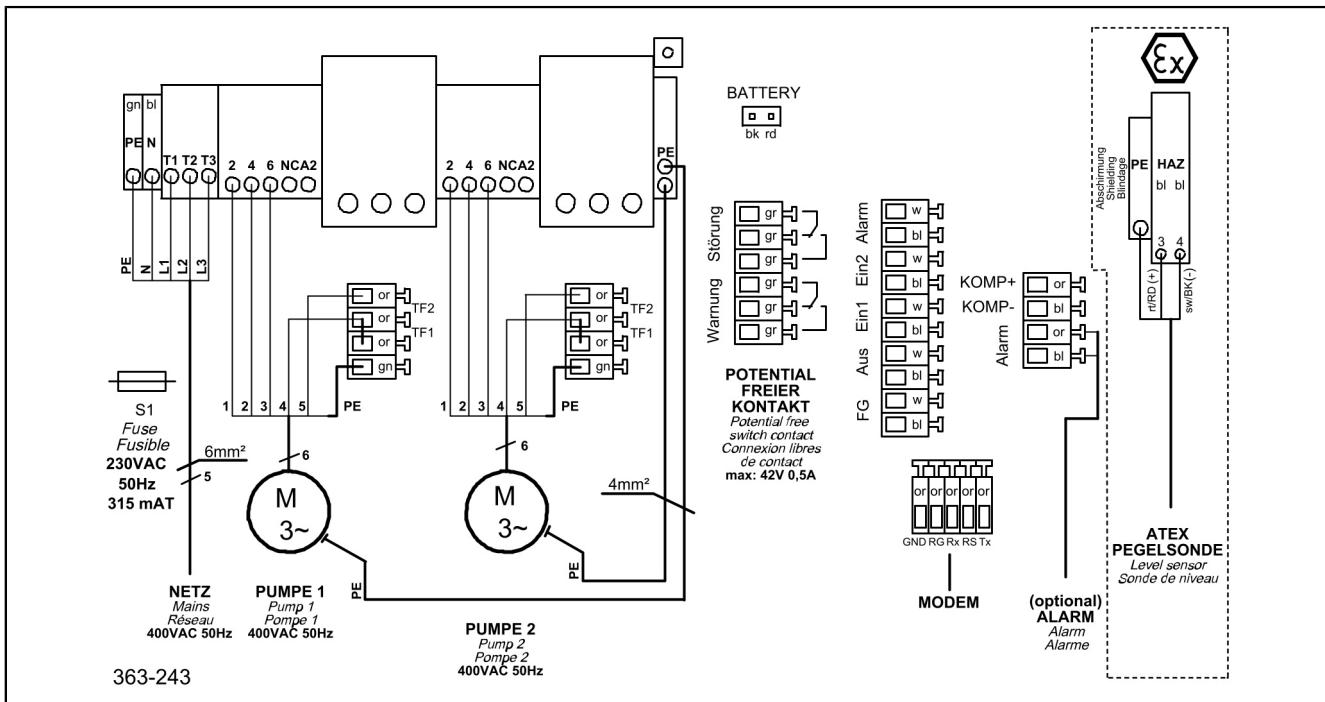 gn bl
PE N
T1 T2 T3
2 4 6 NCA2
2 4 6 NCA2
PE
PE
N
L1
L2
L3
or
or
or
gn
TF2
TF1
or
or
or
gn
TF2
TF1
1 2 3 4 5 PE
1 2 3 4 5 PE
S1
Fuse
Fusible
230VAC
50Hz
315 mAT
6mm²
5
6
6
M
3~
M
3~
4mm²
PE
PE
NETZ
Mains
Réseau
400VAC 50Hz
PUMPE 1
Pump 1
Pompe 1
400VAC 50Hz
PUMPE 2
Pump 2
Pompe 2
400VAC 50Hz
363-243
BATTERY
bk rd
Störung
Warnung
gr
gr
gr
gr
gr
gr
POTENTIAL
FREIER
KONTAKT
Potential free
switch contact
Connexion libres
de contact
max: 42V 0,5A
Alarm
Ein2
Ein1
Aus
FG
w
bl
w
bl
w
bl
w
bl
w
bl
or or or or or
GND RG Rx RS Tx
MODEM
KOMP+
KOMP-
Alarm
or
bl
or
bl
(optional)
ALARM
Alarm
Alarme
εx
Abschirmung
Shielding
Blindage
PE
HAZ
bl bl
3 4
rt/RD (+)
sw/BK(-)
ATEX
PEGELSONDE
Level sensor
Sonde de niveau